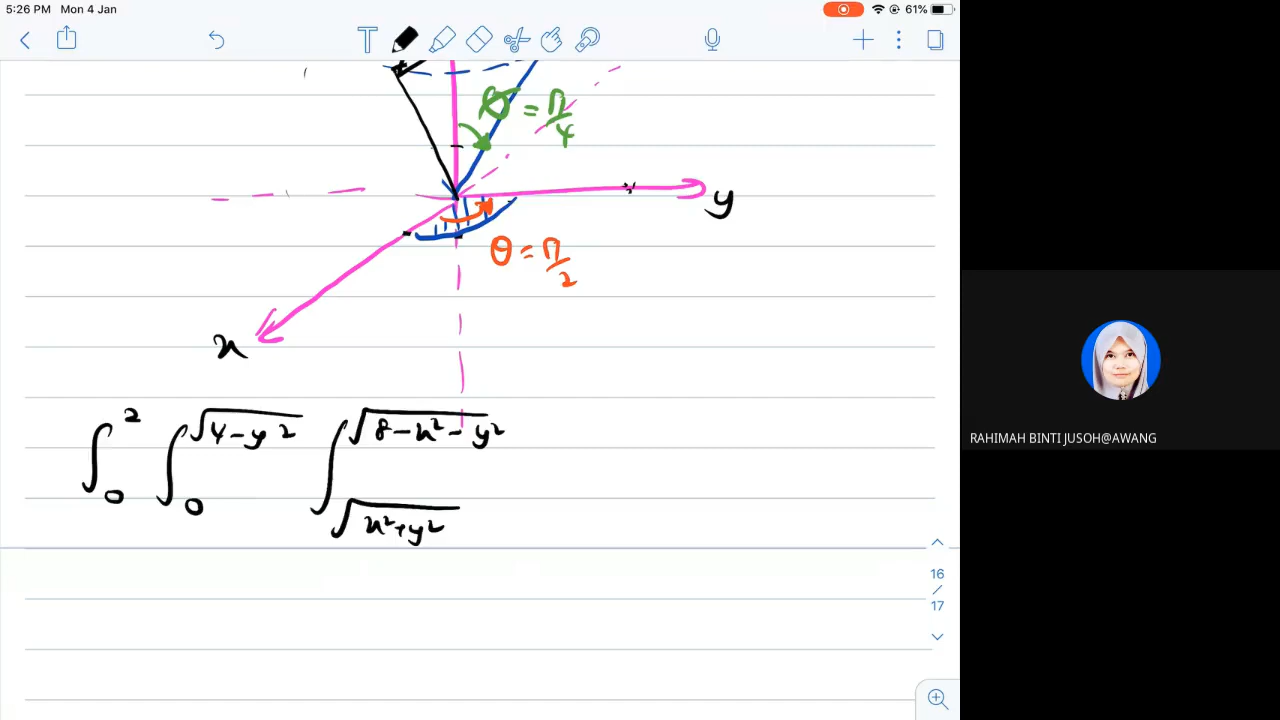 5:26 PM Mon 4 Jan
61%
T
Φ = π/4
y
θ = π/2
x
∫₀² ∫₀^√(4-y²) ∫_√(x²+y²)^√(8-x²-y²)
16
/
17
RAHIMAH BINTI JUSOH@AWANG